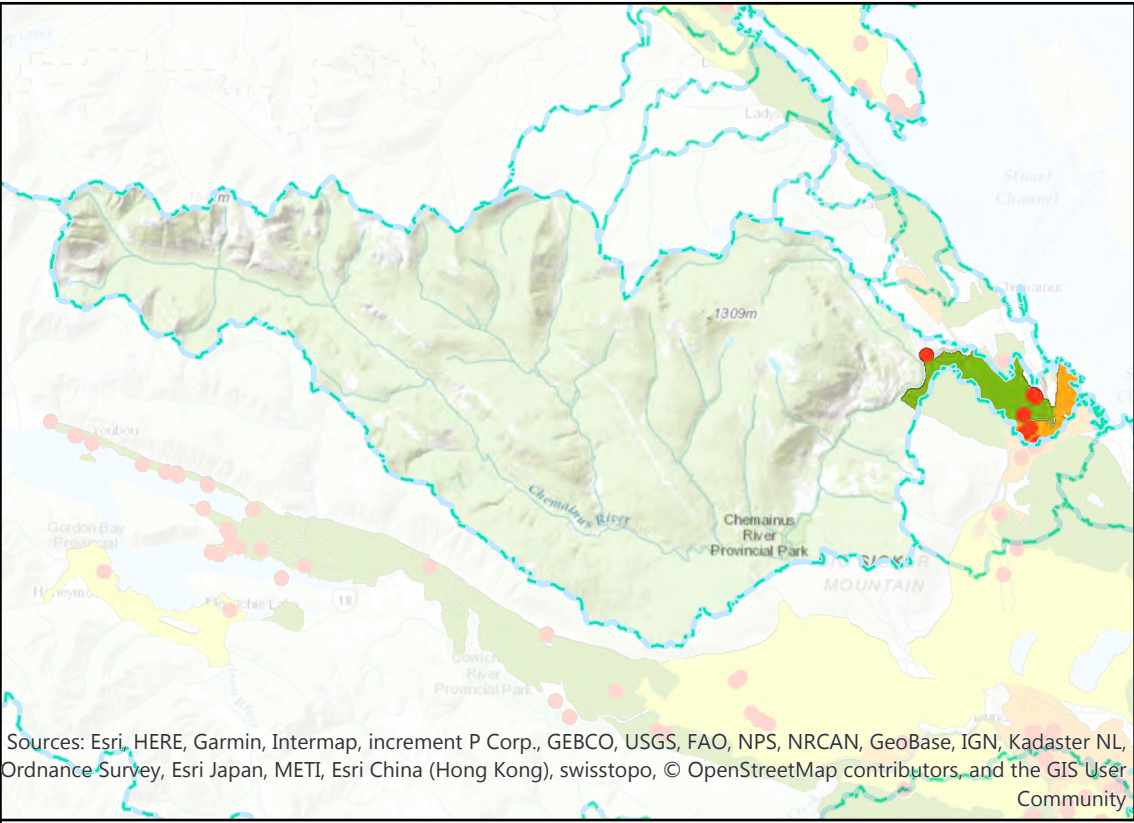 Stuart
Channel
Chemainus
1309m
Youbou
Chemainus River
Gordon Bay
Provincial
Chemainus
River
Provincial Park
SICKER
MOUNTAIN
18
River
Provincial Park
Sources: Esri, HERE, Garmin, Intermap, increment P Corp., GEBCO, USGS, FAO, NPS, NRCAN, GeoBase, IGN, Kadaster NL,
Ordnance Survey, Esri Japan, METI, Esri China (Hong Kong), swisstopo, © OpenStreetMap contributors, and the GIS User
Community